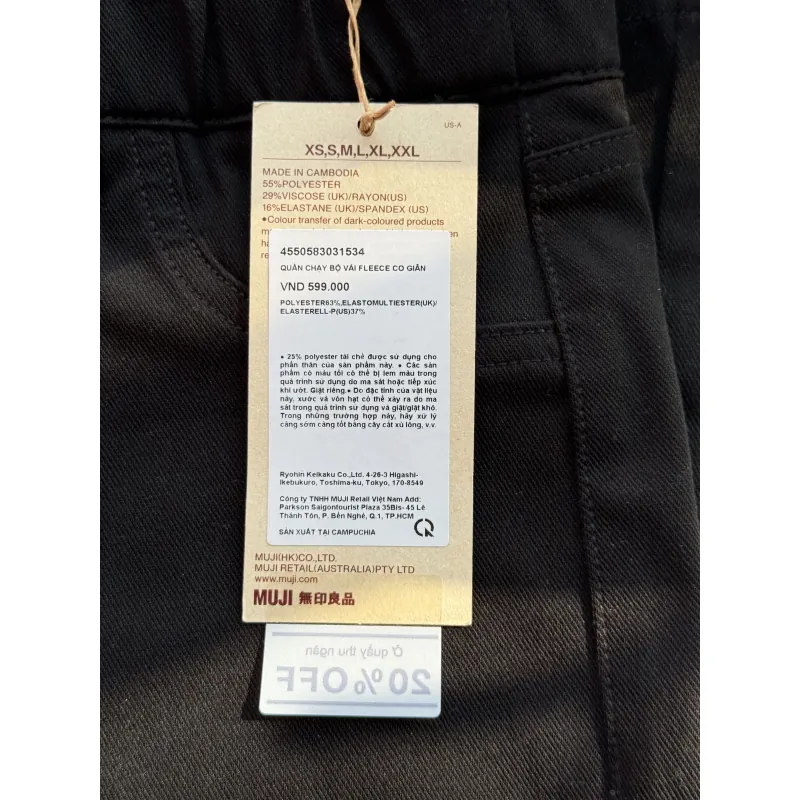 US-A
XS,S,M,L,XL,XXL
MADE IN CAMBODIA
55%POLYESTER
29%VISCOSE (UK)/RAYON(US)
16%ELASTANE (UK)/SPANDEX (US)
●Colour transfer of dark-coloured products
4550583031534
QUẦN CHẠY BỘ VẢI FLEECE CO GIÃN
VND 599.000
POLYESTER63%,ELASTOMULTIESTER(UK)/
ELASTERELL-P(US)37%
● 25% polyester tái chế được sử dụng cho
phần thân của sản phẩm này. ● Các sản
phẩm có màu tối có thể bị lem màu trong
quá trình sử dụng do ma sát hoặc tiếp xúc
khi ướt. Giặt riêng.● Do đặc tính của vật liệu
này, xước và vón hạt có thể xảy ra do ma
sát trong quá trình sử dụng và giặt/giặt khô.
Trong những trường hợp này, hãy xử lý
càng sớm càng tốt bằng cây cắt xù lông, v.v.
Ryohin Keikaku Co.,Ltd. 4-26-3 Higashi-
Ikebukuro, Toshima-ku, Tokyo, 170-8549
Công ty TNHH MUJI Retail Việt Nam Add:
Parkson Saigontourist Plaza 35Bis- 45 Lê
Thánh Tôn, P. Bến Nghé, Q.1, TP.HCM
SẢN XUẤT TẠI CAMPUCHIA
MUJI(HK)CO.,LTD.
MUJI RETAIL(AUSTRALIA)PTY LTD
www.muji.com
MUJI 無印良品
Ở quầy thu ngân
20% OFF